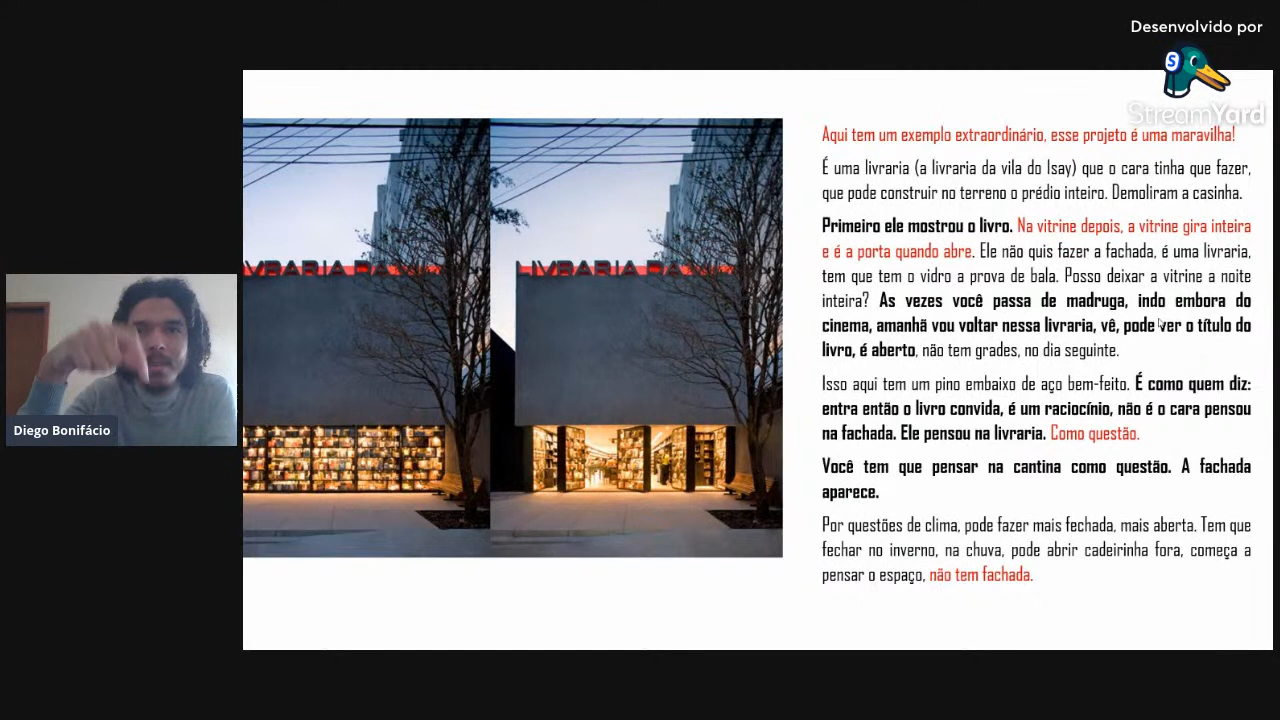 Desenvolvido por
S
StreamYard
Aqui tem um exemplo extraordinário, esse projeto é uma maravilha!
É uma livraria (a livraria da vila do Isay) que o cara tinha que fazer,
que pode construir no terreno o prédio inteiro. Demoliram a casinha.
Primeiro ele mostrou o livro. Na vitrine depois, a vitrine gira inteira
e é a porta quando abre. Ele não quis fazer a fachada, é uma livraria,
tem que tem o vidro a prova de bala. Posso deixar a vitrine a noite
inteira? As vezes você passa de madruga, indo embora do
cinema, amanhã vou voltar nessa livraria, vê, pode ver o título do
livro, é aberto, não tem grades, no dia seguinte.
Isso aqui tem um pino embaixo de aço bem-feito. É como quem diz:
entra então o livro convida, é um raciocínio, não é o cara pensou
na fachada. Ele pensou na livraria. Como questão.
Você tem que pensar na cantina como questão. A fachada
aparece.
Por questões de clima, pode fazer mais fechada, mais aberta. Tem que
fechar no inverno, na chuva, pode abrir cadeirinha fora, começa a
pensar o espaço, não tem fachada.
LIVRARIA DA
Diego Bonifácio